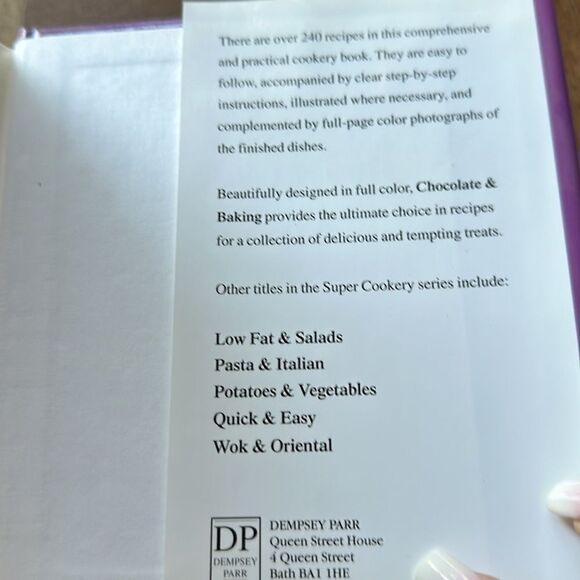 There are over 240 recipes in this comprehensive
and practical cookery book. They are easy to
follow, accompanied by clear step-by-step
instructions, illustrated where necessary, and
complemented by full-page color photographs of
the finished dishes.
Beautifully designed in full color, Chocolate &
Baking provides the ultimate choice in recipes
for a collection of delicious and tempting treats.
Other titles in the Super Cookery series include:
Low Fat & Salads
Pasta & Italian
Potatoes & Vegetables
Quick & Easy
Wok & Oriental
DP
DEMPSEY
PARR
DEMPSEY PARR
Queen Street House
4 Queen Street
Bath BA1 1HE